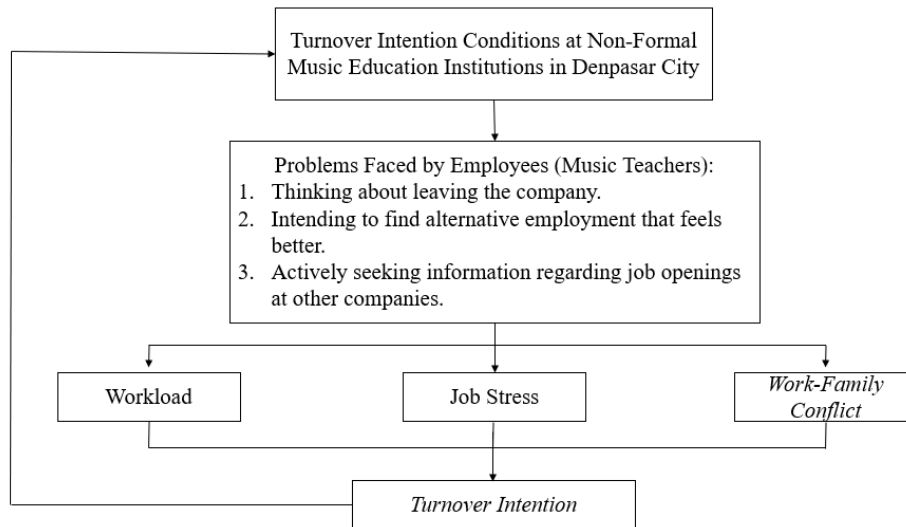 Turnover Intention Conditions at Non-Formal
Music Education Institutions in Denpasar City
Problems Faced by Employees (Music Teachers):
1. Thinking about leaving the company.
2. Intending to find alternative employment that feels
better.
3. Actively seeking information regarding job openings
at other companies.
Workload
Job Stress
Work-Family
Conflict
Turnover Intention